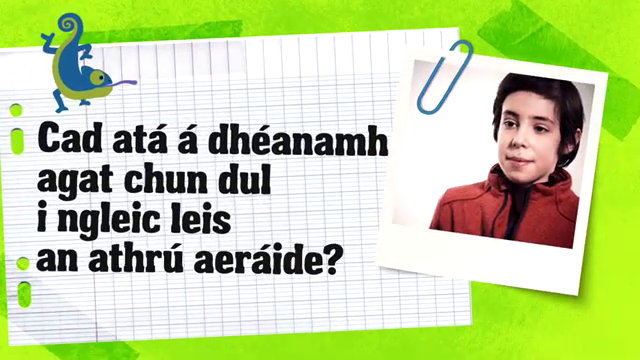 Cad atá á dhéanamh
agat chun dul
i ngleic leis
an athrú aeráide?